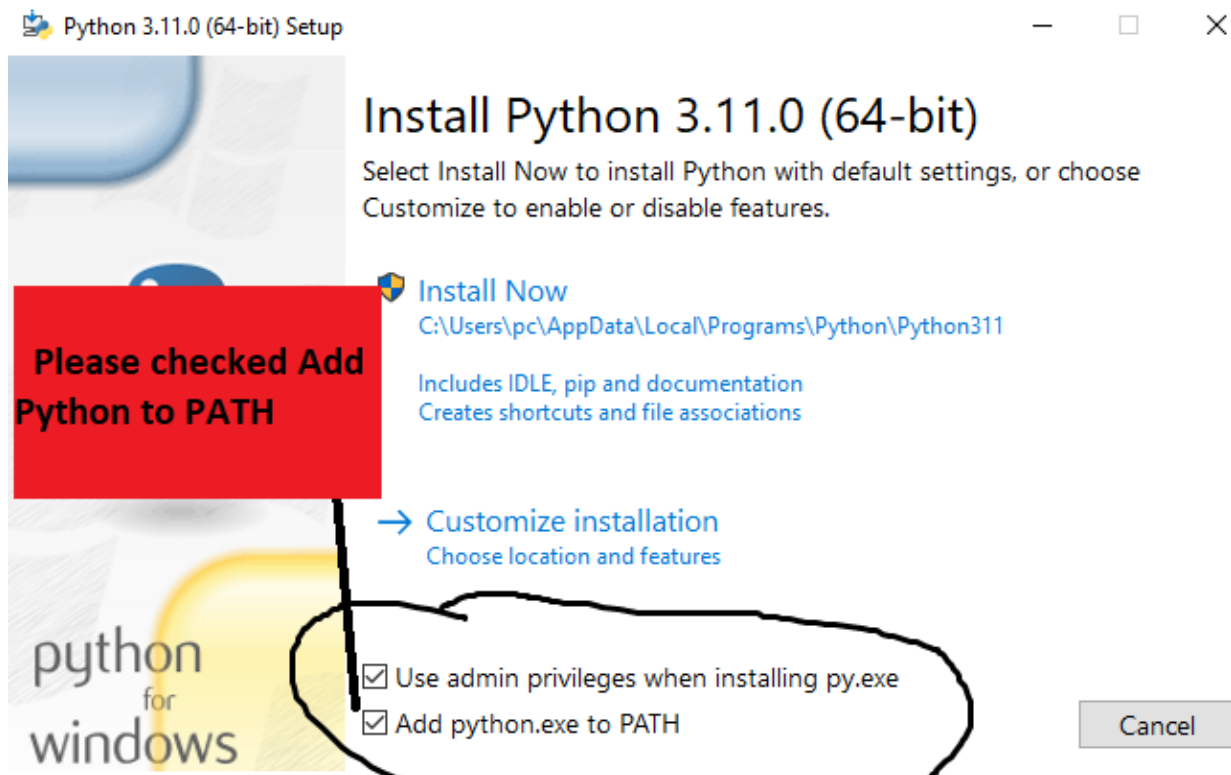 Python 3.11.0 (64-bit) Setup
Install Python 3.11.0 (64-bit)
Select Install Now to install Python with default settings, or choose
Customize to enable or disable features.
Install Now
C:\Users\pc\AppData\Local\Programs\Python\Python311
Includes IDLE, pip and documentation
Creates shortcuts and file associations
Please checked Add
Python to PATH
Customize installation
Choose location and features
Use admin privileges when installing py.exe
Add python.exe to PATH
python
for
windows
Cancel